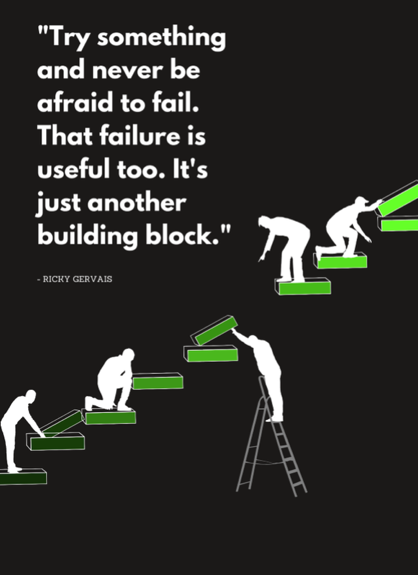 "Try something
and never be
afraid to fail.
That failure is
useful too. It's
just another
building block."
- RICKY GERVAIS